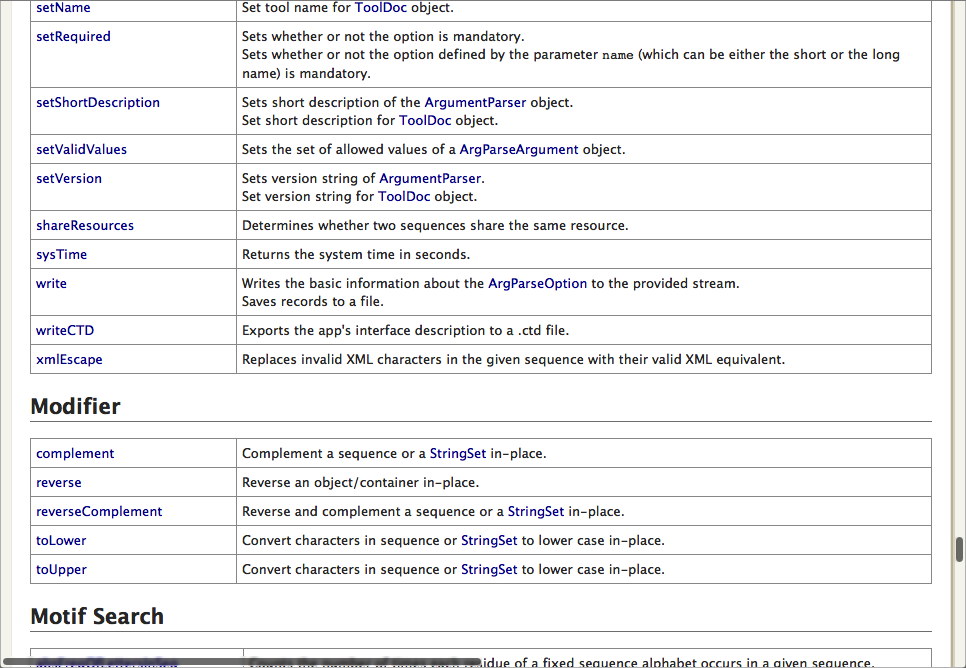 setName Set tool name for ToolDoc object.
setRequired Sets whether or not the option is mandatory.
Sets whether or not the option defined by the parameter name (which can be either the short or the long
name) is mandatory.
setShortDescription Sets short description of the ArgumentParser object.
Set short description for ToolDoc object.
setValidValues Sets the set of allowed values of a ArgParseArgument object.
setVersion Sets version string of ArgumentParser.
Set version string for ToolDoc object.
shareResources Determines whether two sequences share the same resource.
sysTime Returns the system time in seconds.
write Writes the basic information about the ArgParseOption to the provided stream.
Saves records to a file.
writeCTD Exports the app's interface description to a .ctd file.
xmlEscape Replaces invalid XML characters in the given sequence with their valid XML equivalent.
Modifier
complement Complement a sequence or a StringSet in-place.
reverse Reverse an object/container in-place.
reverseComplement Reverse and complement a sequence or a StringSet in-place.
toLower Convert characters in sequence or StringSet to lower case in-place.
toUpper Convert characters in sequence or StringSet to lower case in-place.
Motif Search
Counts the number of times each residue of a fixed sequence alphabet occurs in a given sequence.